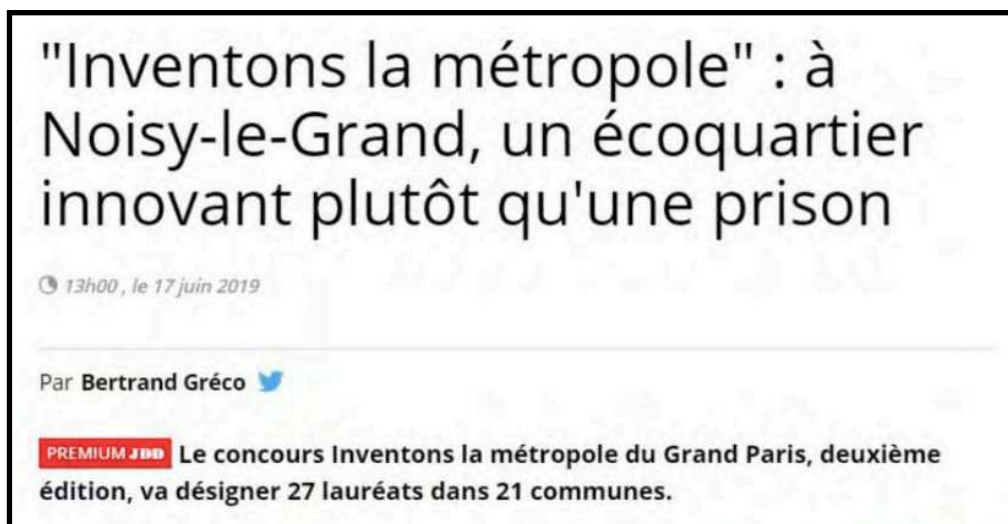 "Inventons la métropole" : à
Noisy-le-Grand, un écoquartier
innovant plutôt qu'une prison
13h00 , le 17 juin 2019
Par Bertrand Gréco
PREMIUM JDD Le concours Inventons la métropole du Grand Paris, deuxième
édition, va désigner 27 lauréats dans 21 communes.